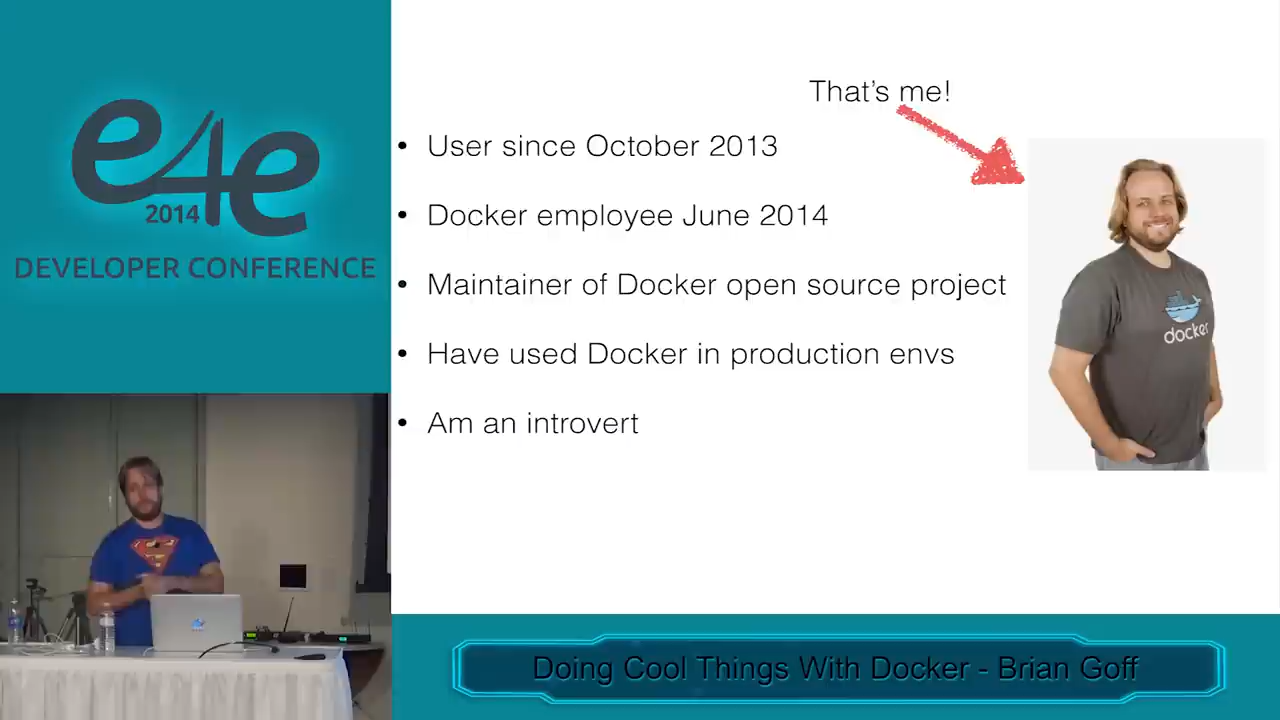 e4e
2014
DEVELOPER CONFERENCE
That's me!
• User since October 2013
• Docker employee June 2014
• Maintainer of Docker open source project
• Have used Docker in production envs
• Am an introvert
docker
Doing Cool Things With Docker - Brian Goff